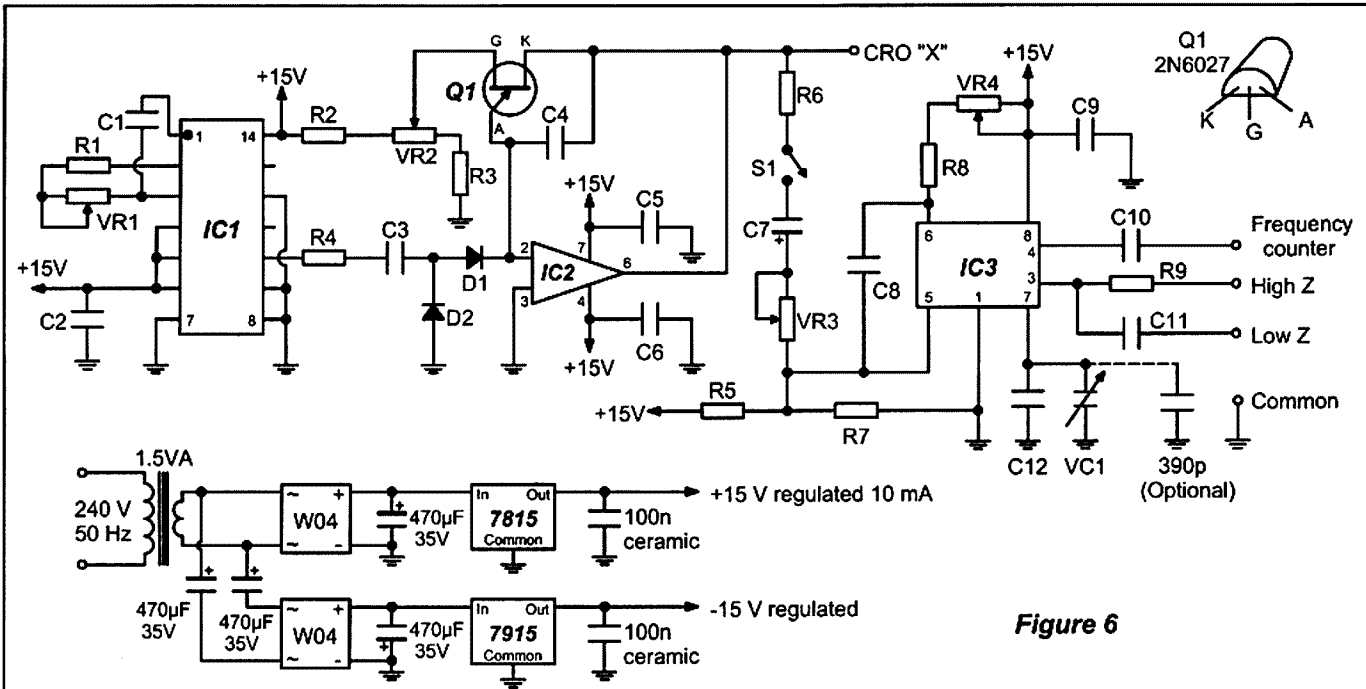 G K
CRO "X"
+15V
Q1
2N6027
K G A
+15V
Q1
A
R6
VR4
C9
C1
1 14
R2
C4
VR2
R1
R3
S1
R8
VR1
IC1
+15V
C5
C7
+
6 8
C10
Frequency
counter
R4 C3
2 7
IC2
6
C8
IC3
4
3
R9
High Z
+15V
D1
3 4
5 1 7
C11
Low Z
C2
D2
C6
VR3
7 8
+15V
+15V
R5
R7
Common
C12 VC1 390p
(Optional)
1.5VA
240 V
50 Hz
~ +
W04
~ -
+
470µF
35V
In Out
7815
Common
100n
ceramic
+15 V regulated 10 mA
+ +
470µF
35V
470µF
35V
~ +
W04
~ -
470µF
35V
+
In Out
7915
Common
100n
ceramic
-15 V regulated
Figure 6